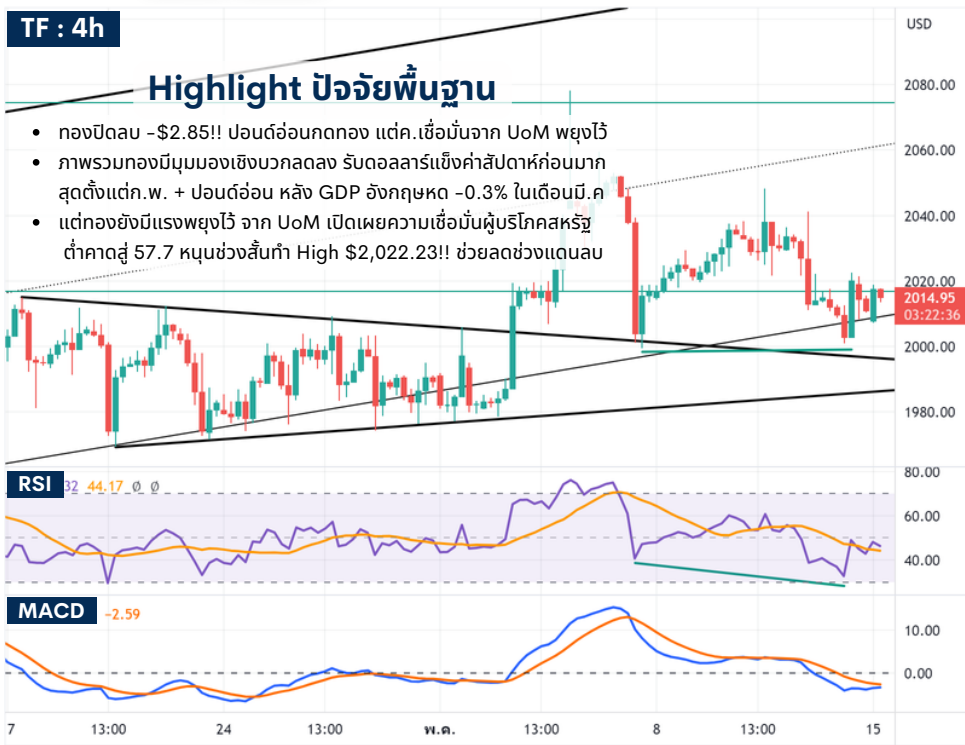 TF : 4h
USD
Highlight ปัจจัยพื้นฐาน
2080.00
• ทองปิดลบ -$2.85!! ปอนด์อ่อนกดทอง แต่ค.เชื่อมั่นจาก UoM พยุงไว้
• ภาพรวมทองมีมุมมองเชิงบวกลดลง รับดอลลาร์แข็งค่าสัปดาห์ก่อนมาก
2060.00
สุดตั้งแต่ก.พ. + ปอนด์อ่อน หลัง GDP อังกฤษหด -0.3% ในเดือนมี.ค
• แต่ทองยังมีแรงพยุงไว้ จาก UoM เปิดเผยความเชื่อมั่นผู้บริโภคสหรัฐ
2040.00
ต่ำคาดสู่ 57.7 หนุนช่วงสั้นทำ High $2,022.23!! ช่วยลดช่วงแดนลบ
2020.00
2014.95
03:22:36
2000.00
1980.00
RSI 32 44.17 Ø Ø
80.00
60.00
40.00
MACD -2.59
10.00
0.00
7 13:00 24 13:00 พ.ค. 13:00 8 13:00 15